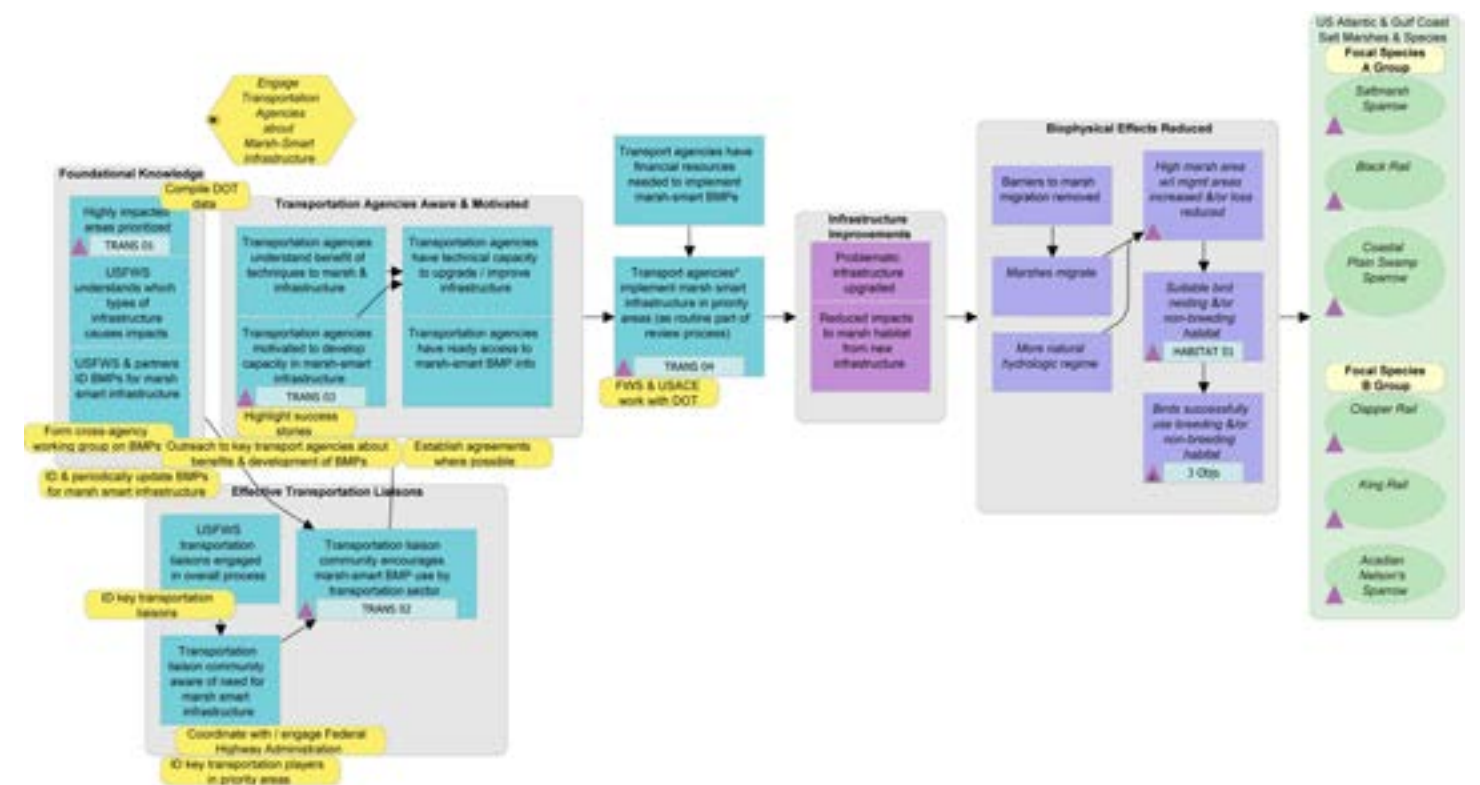 US Atlantic & Gulf Coast
Salt Marshes & Species
Focal Species
A Group
Saltmarsh
Sparrow
Black Rail
Coastal
Plain Swamp
Sparrow
Focal Species
B Group
Clapper Rail
King Rail
Acadian
Nelson's
Sparrow
Engage
Transportation
Agencies
about
Marsh-Smart
Infrastructure
Foundational Knowledge
Compile DOT
data
Highly impacted
areas prioritized
TRANS 01
USFWS
understands which
types of
infrastructure
causes impacts
USFWS & partners
ID BMPs for marsh
smart infrastructure
Form cross-agency
working group on BMPs
ID & periodically update BMPs
for marsh smart infrastructure
Transportation Agencies Aware & Motivated
Transportation agencies
understand benefit of
techniques to marsh &
infrastructure
Transportation agencies
have technical capacity
to upgrade / improve
infrastructure
Transportation agencies
motivated to develop
capacity in marsh-smart
infrastructure
TRANS 03
Transportation agencies
have ready access to
marsh-smart BMP info
Highlight success
stories
Outreach to key transport agencies about
benefits & development of BMPs
Establish agreements
where possible
Effective Transportation Liaisons
USFWS
transportation
liaisons engaged
in overall process
Transportation liaison
community encourages
marsh-smart BMP use by
transportation sector
TRANS 02
ID key transportation
liaisons
Transportation
liaison community
aware of need for
marsh smart
infrastructure
Coordinate with / engage Federal
Highway Administration
ID key transportation players
in priority areas
Transport agencies have
financial resources
needed to implement
marsh-smart BMPs
Transport agencies*
implement marsh smart
infrastructure in priority
areas (as routine part of
review process)
TRANS 04
FWS & USACE
work with DOT
Infrastructure
Improvements
Problematic
infrastructure
upgraded
Reduced impacts
to marsh habitat
from new
infrastructure
Biophysical Effects Reduced
Barriers to marsh
migration removed
High marsh area
w/i mgmt areas
increased &/or loss
reduced
Marshes migrate
Suitable bird
nesting &/or
non-breeding
habitat
HABITAT 01
More natural
hydrologic regime
Birds successfully
use breeding &/or
non-breeding
habitat
3 Objs